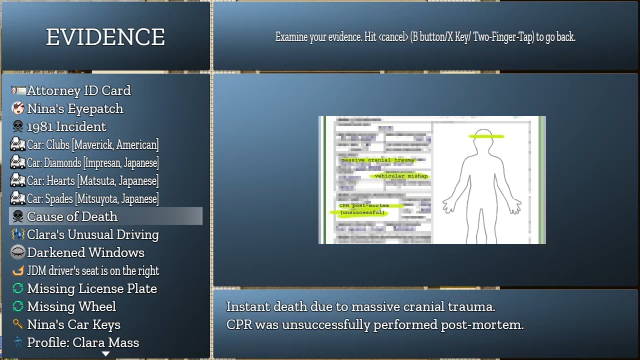 EVIDENCE
Examine your evidence. Hit <cancel> (B button/X Key/ Two-Finger-Tap) to go back.
Attorney ID Card
Nina's Eyepatch
1981 Incident
Car: Clubs [Maverick, American]
Car: Diamonds [Impresan, Japanese]
Car: Hearts [Matsuta, Japanese]
Car: Spades [Mitsuyota, Japanese]
Cause of Death
Clara's Unusual Driving
Darkened Windows
JDM driver's seat is on the right
Missing License Plate
Missing Wheel
Nina's Car Keys
Profile: Clara Mass
massive cranial trauma
vehicular mishap
CPR post-mortem
(unsuccessful)
Instant death due to massive cranial trauma.
CPR was unsuccessfully performed post-mortem.